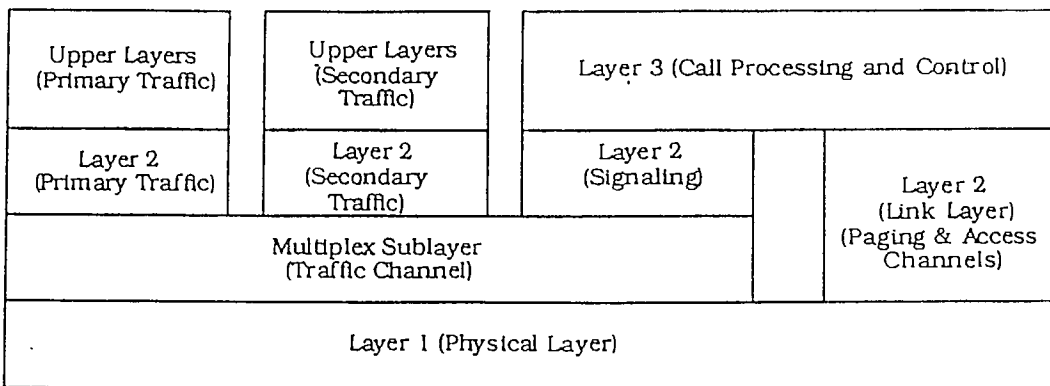 Upper Layers
(Primary Traffic)
Upper Layers
(Secondary
Traffic)
Layer 3 (Call Processing and Control)
Layer 2
(Primary Traffic)
Layer 2
(Secondary
Traffic)
Layer 2
(Signaling)
Layer 2
(Link Layer)
(Paging & Access
Channels)
Multiplex Sublayer
(Traffic Channel)
Layer 1 (Physical Layer)